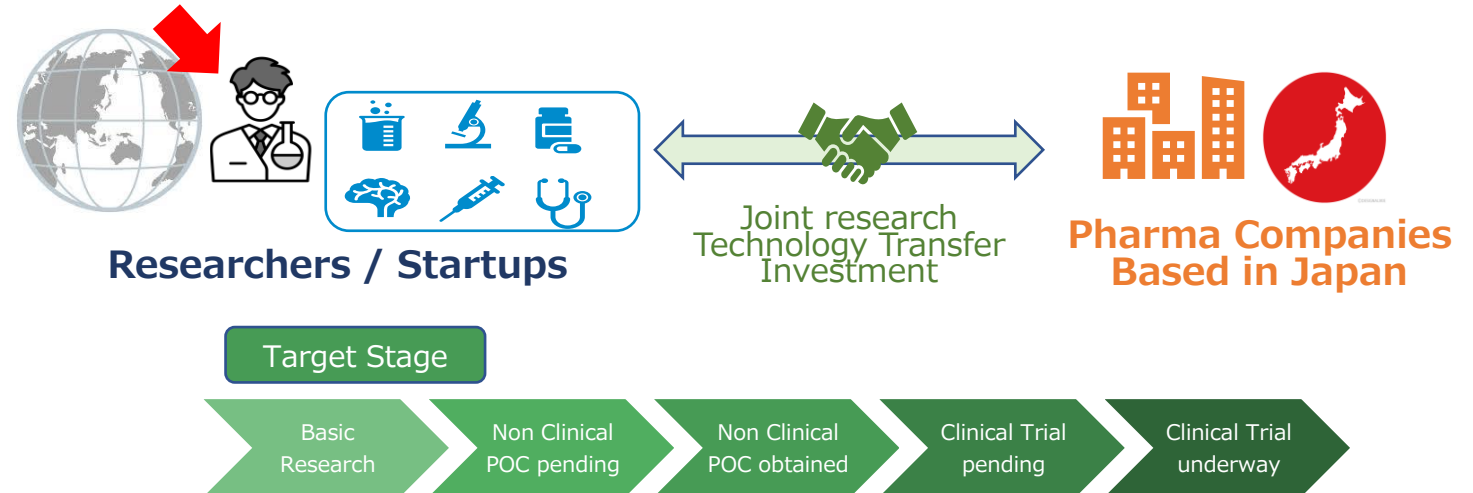 Researchers / Startups
Joint research
Technology Transfer
Investment
Pharma Companies
Based in Japan
Target Stage
Basic
Research
Non Clinical
POC pending
Non Clinical
POC obtained
Clinical Trial
pending
Clinical Trial
underway